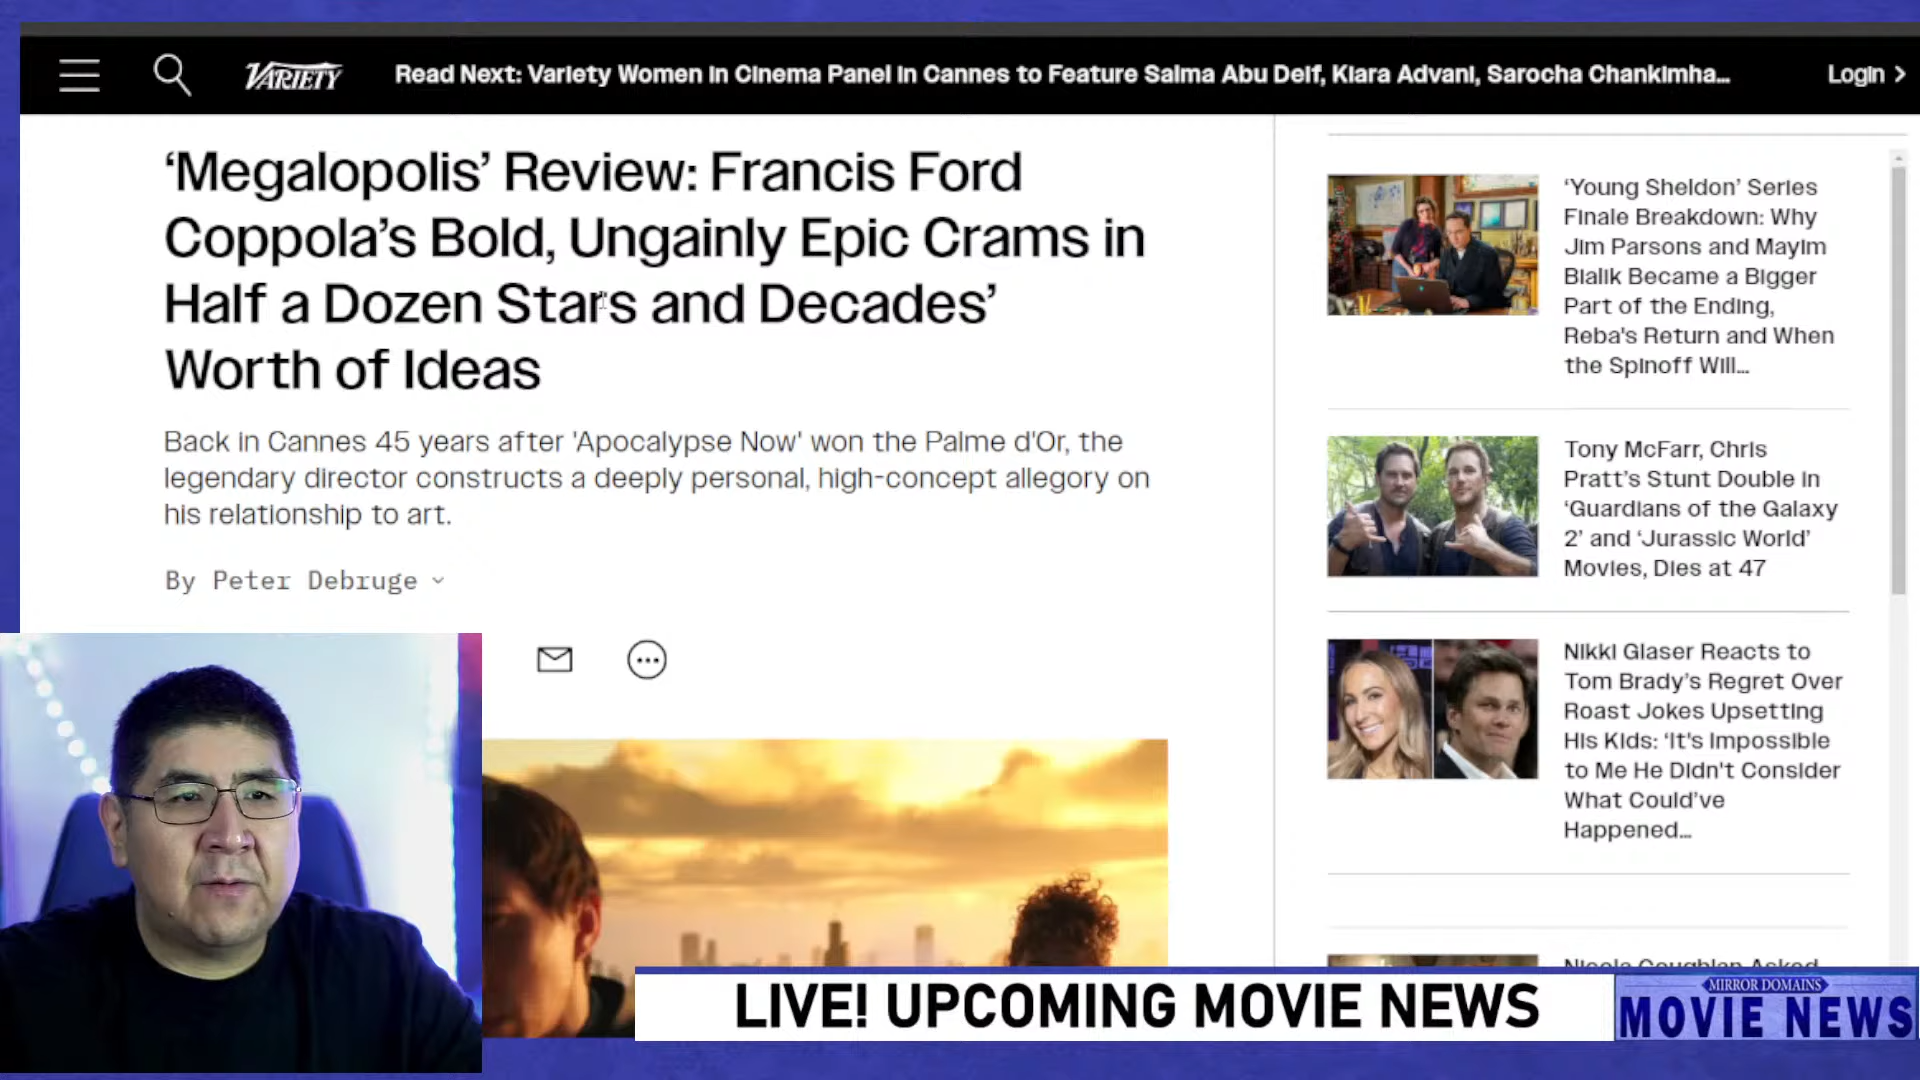 VARIETY
Read Next: Variety Women in Cinema Panel in Cannes to Feature Salma Abu Deif, Kiara Advani, Sarocha Chankimha...
Login >
‘Megalopolis’ Review: Francis Ford
Coppola’s Bold, Ungainly Epic Crams in
Half a Dozen Stars and Decades’
Worth of Ideas
Back in Cannes 45 years after 'Apocalypse Now' won the Palme d'Or, the
legendary director constructs a deeply personal, high-concept allegory on
his relationship to art.
By Peter Debruge
‘Young Sheldon’ Series
Finale Breakdown: Why
Jim Parsons and Mayim
Bialik Became a Bigger
Part of the Ending,
Reba's Return and When
the Spinoff Will...
Tony McFarr, Chris
Pratt’s Stunt Double in
‘Guardians of the Galaxy
2’ and ‘Jurassic World’
Movies, Dies at 47
Nikki Glaser Reacts to
Tom Brady’s Regret Over
Roast Jokes Upsetting
His Kids: ‘It's Impossible
to Me He Didn't Consider
What Could’ve
Happened...
Nicola Coughlan Asked
LIVE! UPCOMING MOVIE NEWS
MIRROR DOMAINS
MOVIE NEWS